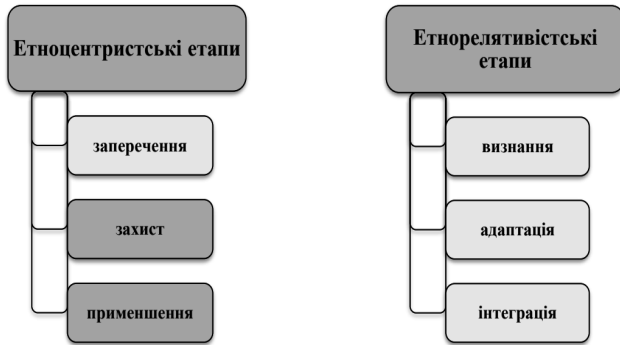 Етноцентристські етапи
заперечення
захист
применшення
Етнорелятивістські
етапи
визнання
адаптація
інтеграція